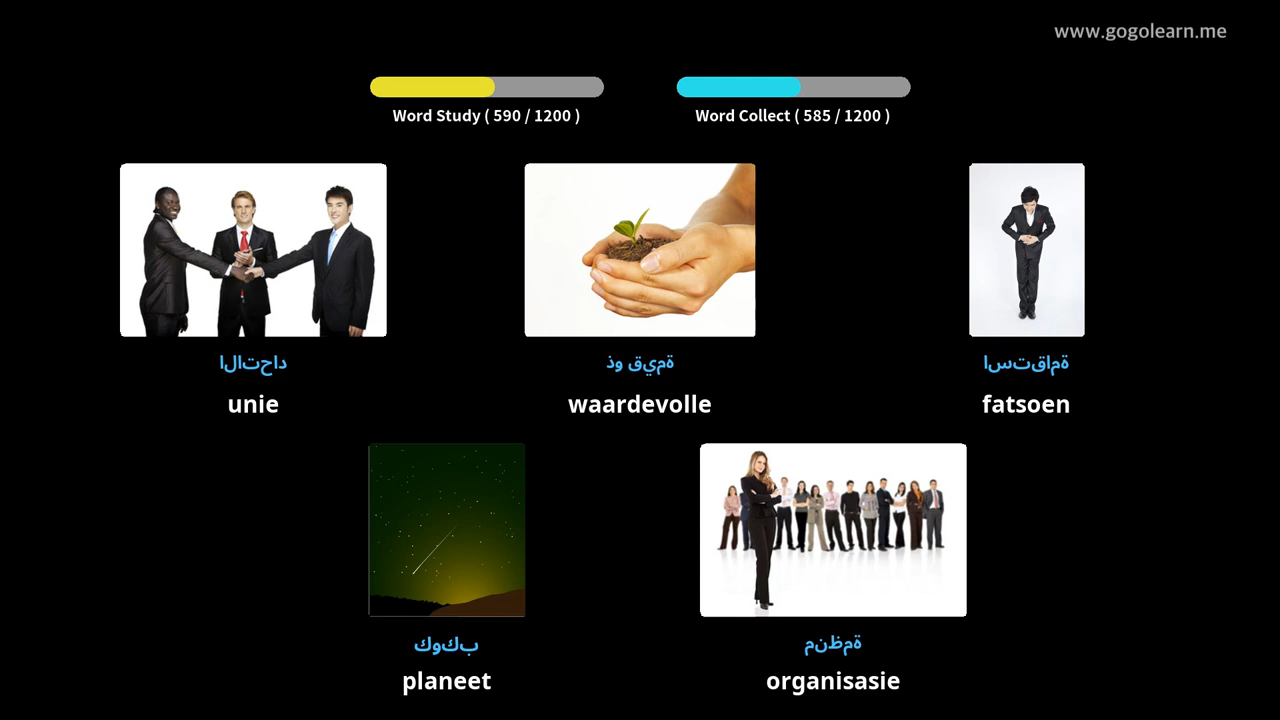 www.gogolearn.me
Word Study ( 590 / 1200 )
Word Collect ( 585 / 1200 )
الاتحاد
ذو قيمة
استقامة
unie
waardevolle
fatsoen
كوكب
منظمة
planeet
organisasie